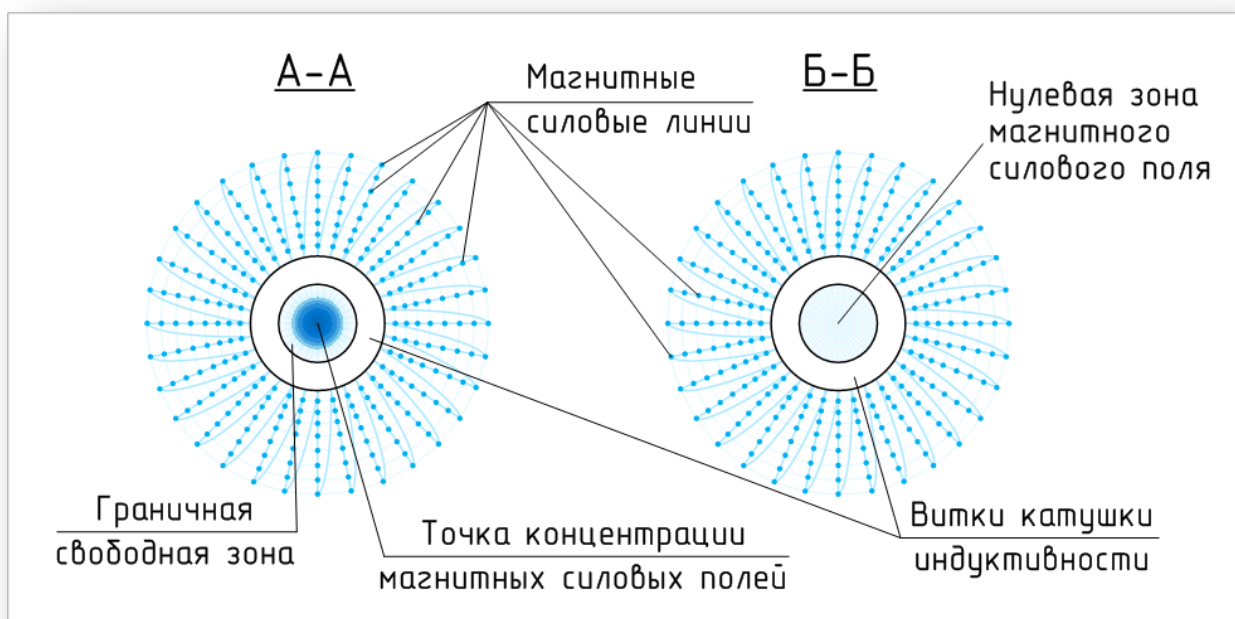 А-А
Магнитные
силовые линии
Б-Б
Нулевая зона
магнитного
силового поля
Граничная
свободная зона
Точка концентрации
магнитных силовых полей
Витки катушки
индуктивности